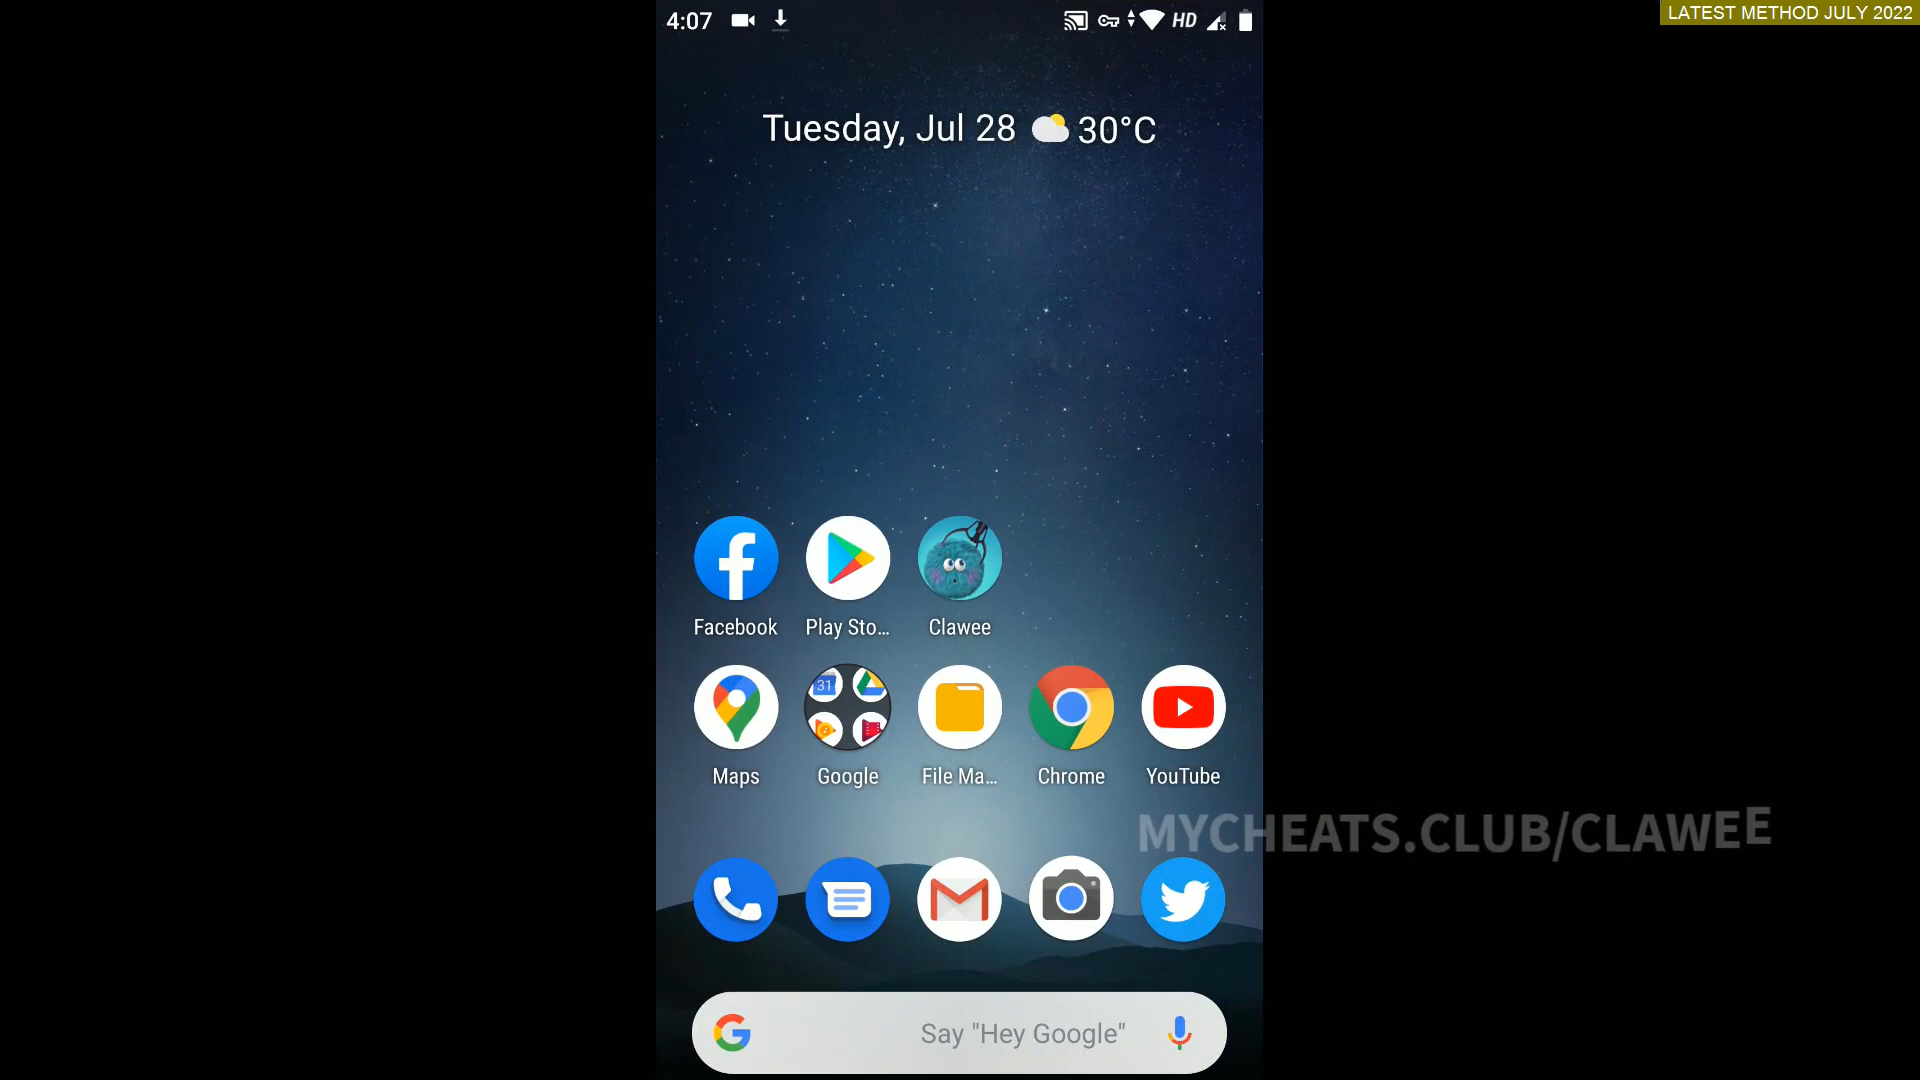 LATEST METHOD JULY 2022
4:07
HD
Tuesday, Jul 28 30°C
Facebook
Play Sto...
Clawee
31
Maps
Google
File Ma...
Chrome
YouTube
MYCHEATS.CLUB/CLAWEE
Say "Hey Google"